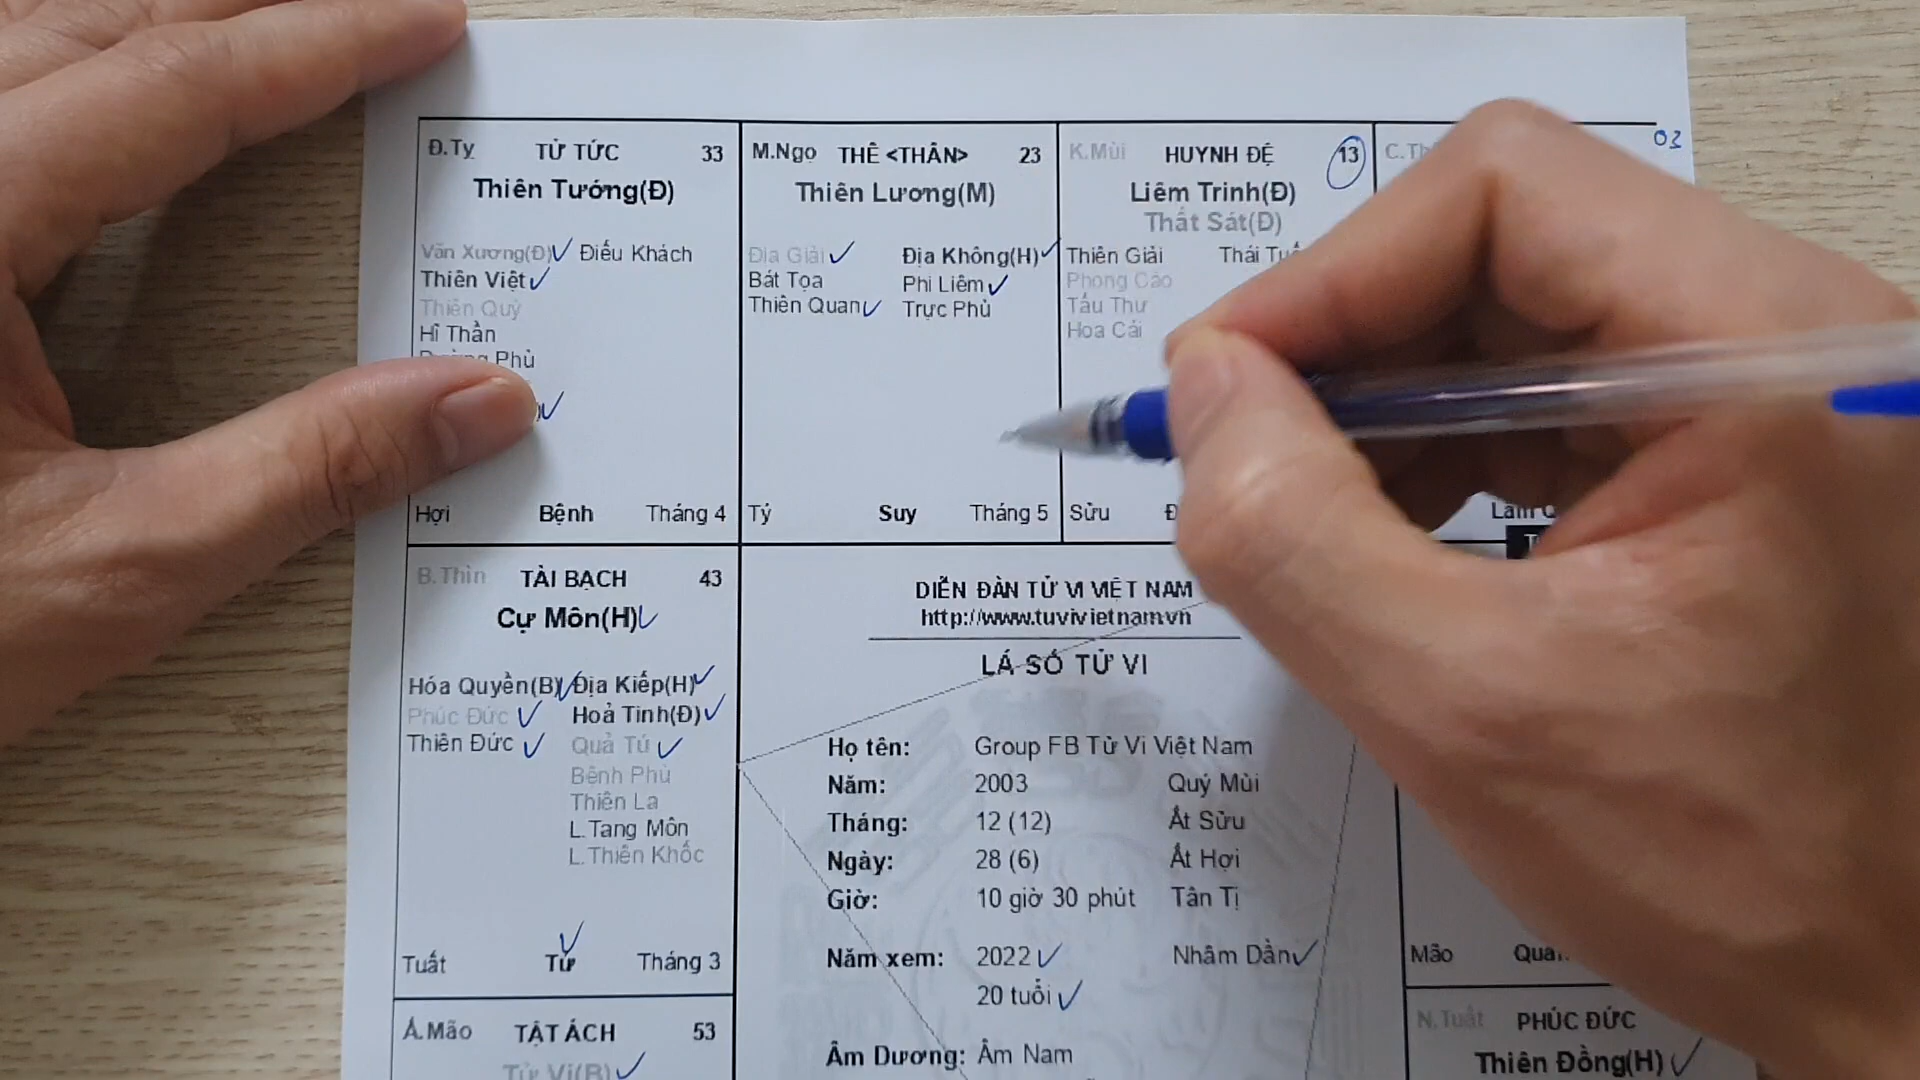 03
Đ.Tỵ TỬ TỨC 33
Thiên Tướng(Đ)
Văn Xương(Đ) Điếu Khách
Thiên Việt
Thiên Quý
Hỉ Thần
Phù
Hợi Bệnh Tháng 4
M.Ngọ THÊ <THÂN> 23
Thiên Lương(M)
Địa Giải Địa Không(H)
Bát Tọa Phi Liêm
Thiên Quan Trực Phù
Tý Suy Tháng 5
K.Mùi HUYNH ĐỆ 13
Liêm Trinh(Đ)
Thất Sát(Đ)
Thiên Giải Thái
Phong Cáo
Tấu Thư
Hoa Cái
Sửu
B.Thìn TÀI BẠCH 43
Cự Môn(H)
Hóa Quyền(B) Địa Kiếp(H)
Phúc Đức Hoả Tinh(Đ)
Thiên Đức Quả Tú
Bệnh Phù
Thiên La
L.Tang Môn
L.Thiên Khốc
Tuất Tử Tháng 3
Ấ.Mão TẬT ÁCH 53
Tử Vi(B)
DIỄN ĐÀN TỬ VI VIỆT NAM
http://www.tuvivietnam.vn
LÁ SỐ TỬ VI
Họ tên: Group FB Tử Vi Việt Nam
Năm: 2003 Quý Mùi
Tháng: 12 (12) Ất Sửu
Ngày: 28 (6) Ất Hợi
Giờ: 10 giờ 30 phút Tân Tị
Năm xem: 2022 Nhâm Dần
20 tuổi
Âm Dương: Âm Nam
Mão
N.Tuất PHÚC ĐỨC
Thiên Đồng(H)